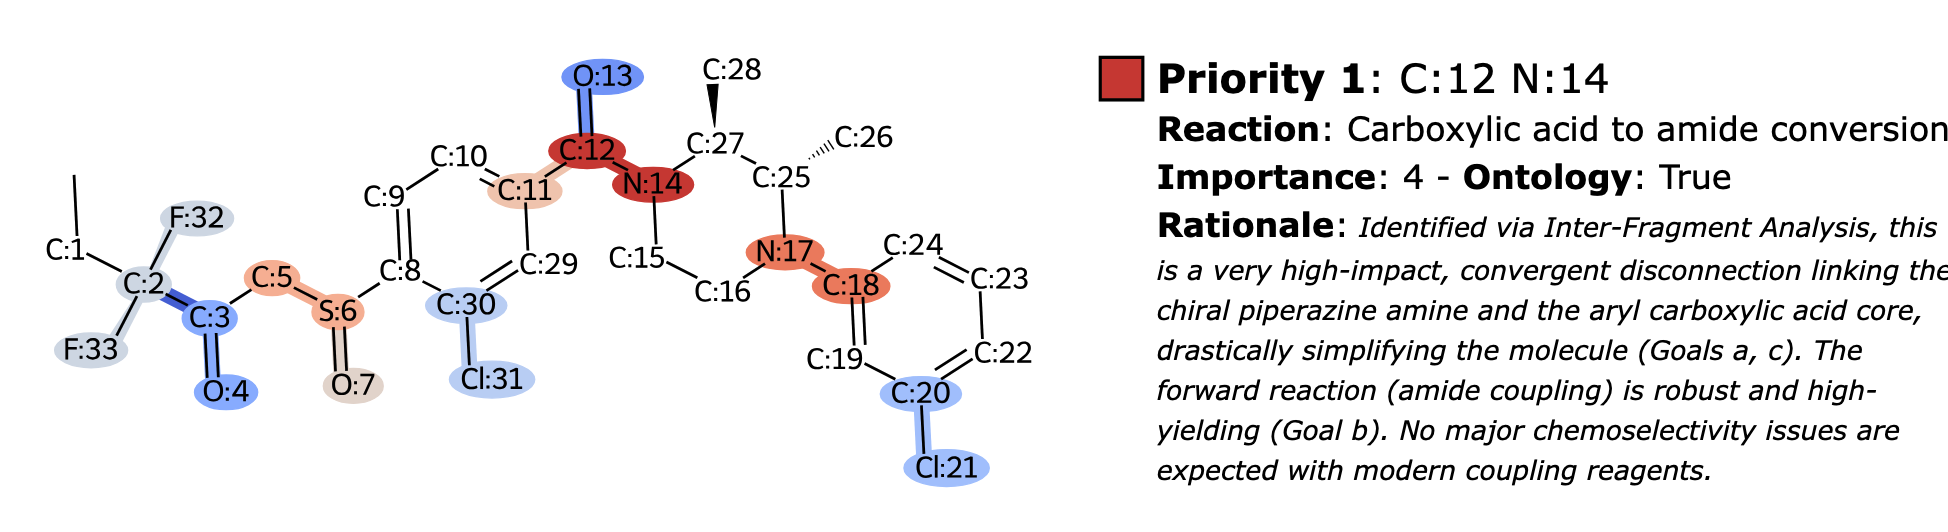 C:28
O:13
C:26
C:27
C:12
C:10
C:11
N:14
C:25
C:9
F:32
C:1
C:24
N:17
C:15
C:29
C:8
C:5
C:2
C:23
C:18
C:16
C:30
S:6
C:3
F:33
C:22
C:19
Cl:31
O:7
O:4
C:20
Cl:21
Priority 1: C:12 N:14
Reaction: Carboxylic acid to amide conversion
Importance: 4 - Ontology: True
Rationale: Identified via Inter-Fragment Analysis, this
is a very high-impact, convergent disconnection linking the
chiral piperazine amine and the aryl carboxylic acid core,
drastically simplifying the molecule (Goals a, c). The
forward reaction (amide coupling) is robust and high-
yielding (Goal b). No major chemoselectivity issues are
expected with modern coupling reagents.